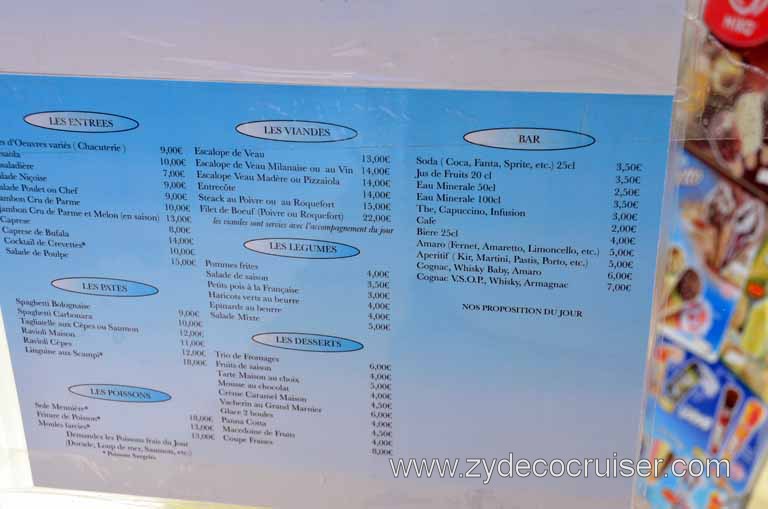 LES ENTREES
es d'Oeuvres variés ( Chacuterie ) 9,00€
10,00€
aladière 7,00€
alade Niçoise 9,00€
alade Poulet ou Chef 9,00€
ambon Cru de Parme 10,00€
ambon Cru de Parme et Melon (en saison) 13,00€
Caprese 8,00€
Caprese de Bufala 14,00€
Cocktail de Crevettes* 10,00€
Salade de Poulpe 15,00€
LES PATES
Spaghetti Bolognaise 9,00€
Spaghetti Carbonara 10,00€
Tagliatelle aux Cèpes ou Saumon 12,00€
Ravioli Maison 11,00€
Ravioli Cèpes 12,00€
Linguine aux Scampi* 18,00€
LES POISSONS
Sole Meunière* 18,00€
Friture de Poisson* 13,00€
Moules farcies* 13,00€
Demandez les Poissons frais du Jour
(Dorade, Loup de mer, Saumon, etc.)
* Poissons Surgelés
LES VIANDES
Escalope de Veau 13,00€
Escalope de Veau Milanaise ou au Vin 14,00€
Escalope Veau Madère ou Pizzaiola 14,00€
Entrecôte 14,00€
Steack au Poivre ou au Roquefort 15,00€
Filet de Boeuf (Poivre ou Roquefort) 22,00€
les viandes sont servies avec l'accompagnement du jour
LES LEGUMES
Pommes frites 4,00€
Salade de saison 3,50€
Petits pois à la Française 3,00€
Haricots verts au beurre 4,00€
Epinards au beurre 4,00€
Salade Mixte 5,00€
LES DESSERTS
Trio de Fromages 6,00€
Fruits de saison 4,00€
Tarte Maison au choix 5,00€
Mousse au chocolat 4,00€
Crème Caramel Maison 4,50€
Vacherin au Grand Marnier 6,00€
Glace 2 boules 4,00€
Panna Cotta 4,50€
Macedoine de Fruits 4,00€
Coupe Fraises 8,00€
BAR
Soda ( Coca, Fanta, Sprite, etc.) 25cl 3,50€
Jus de Fruits 20 cl 3,50€
Eau Minerale 50cl 2,50€
Eau Minerale 100cl 3,50€
The, Capuccino, Infusion 3,00€
Cafe 2,00€
Biere 25cl 4,00€
Amaro (Fernet, Amaretto, Limoncello, etc.) 5,00€
Aperitif ( Kir, Martini, Pastis, Porto, etc.) 5,00€
Cognac, Whisky Baby, Amaro 6,00€
Cognac V.S.O.P., Whisky, Armagnac 7,00€
NOS PROPOSITION DU JOUR
www.zydecocruiser.com